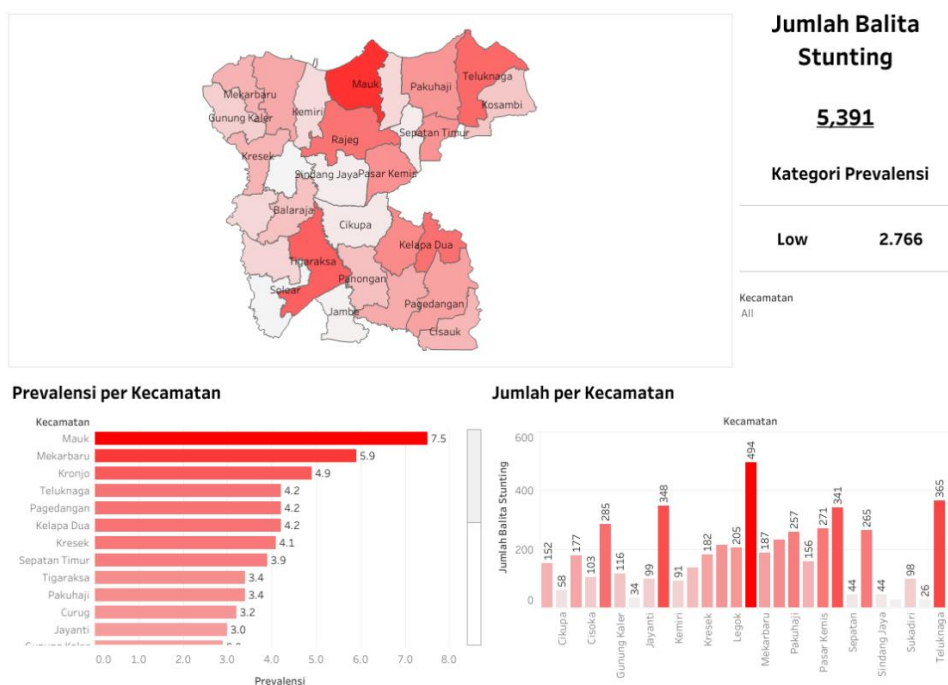 Mauk
Teluknaga
Pakuhaji
Mekarbaru
Kosambi
Kemiri
Gunung Kaler
Sepatan Timur
Rajeg
Kresek
Sindang Jaya
Pasar Kemis
Balaraja
Cikupa
Kelapa Dua
Tigaraksa
Panongan
Solear
Pagedangan
Jambe
Cisauk
Jumlah Balita
Stunting
5,391
Kategori Prevalensi
Low 2.766
Kecamatan
All
Prevalensi per Kecamatan
Kecamatan
Mauk 7.5
Mekarbaru 5.9
Kronjo 4.9
Teluknaga 4.2
Pagedangan 4.2
Kelapa Dua 4.2
Kresek 4.1
Sepatan Timur 3.9
Tigaraksa 3.4
Pakuhaji 3.4
Curug 3.2
Jayanti 3.0
Gunung Kaler
0.0 1.0 2.0 3.0 4.0 5.0 6.0 7.0 8.0
Prevalensi
Jumlah per Kecamatan
Kecamatan
600
400
200
0
Jumlah Balita Stunting
152 58 177 103 285 116 34 99 348 91 182 205 494 187 257 156 271 341 44 265 44 98 26 365
Cikupa
Cisoka
Gunung Kaler
Jayanti
Kemiri
Kresek
Legok
Mekarbaru
Pakuhaji
Pasar Kemis
Sepatan
Sindang Jaya
Sukadiri
Teluknaga